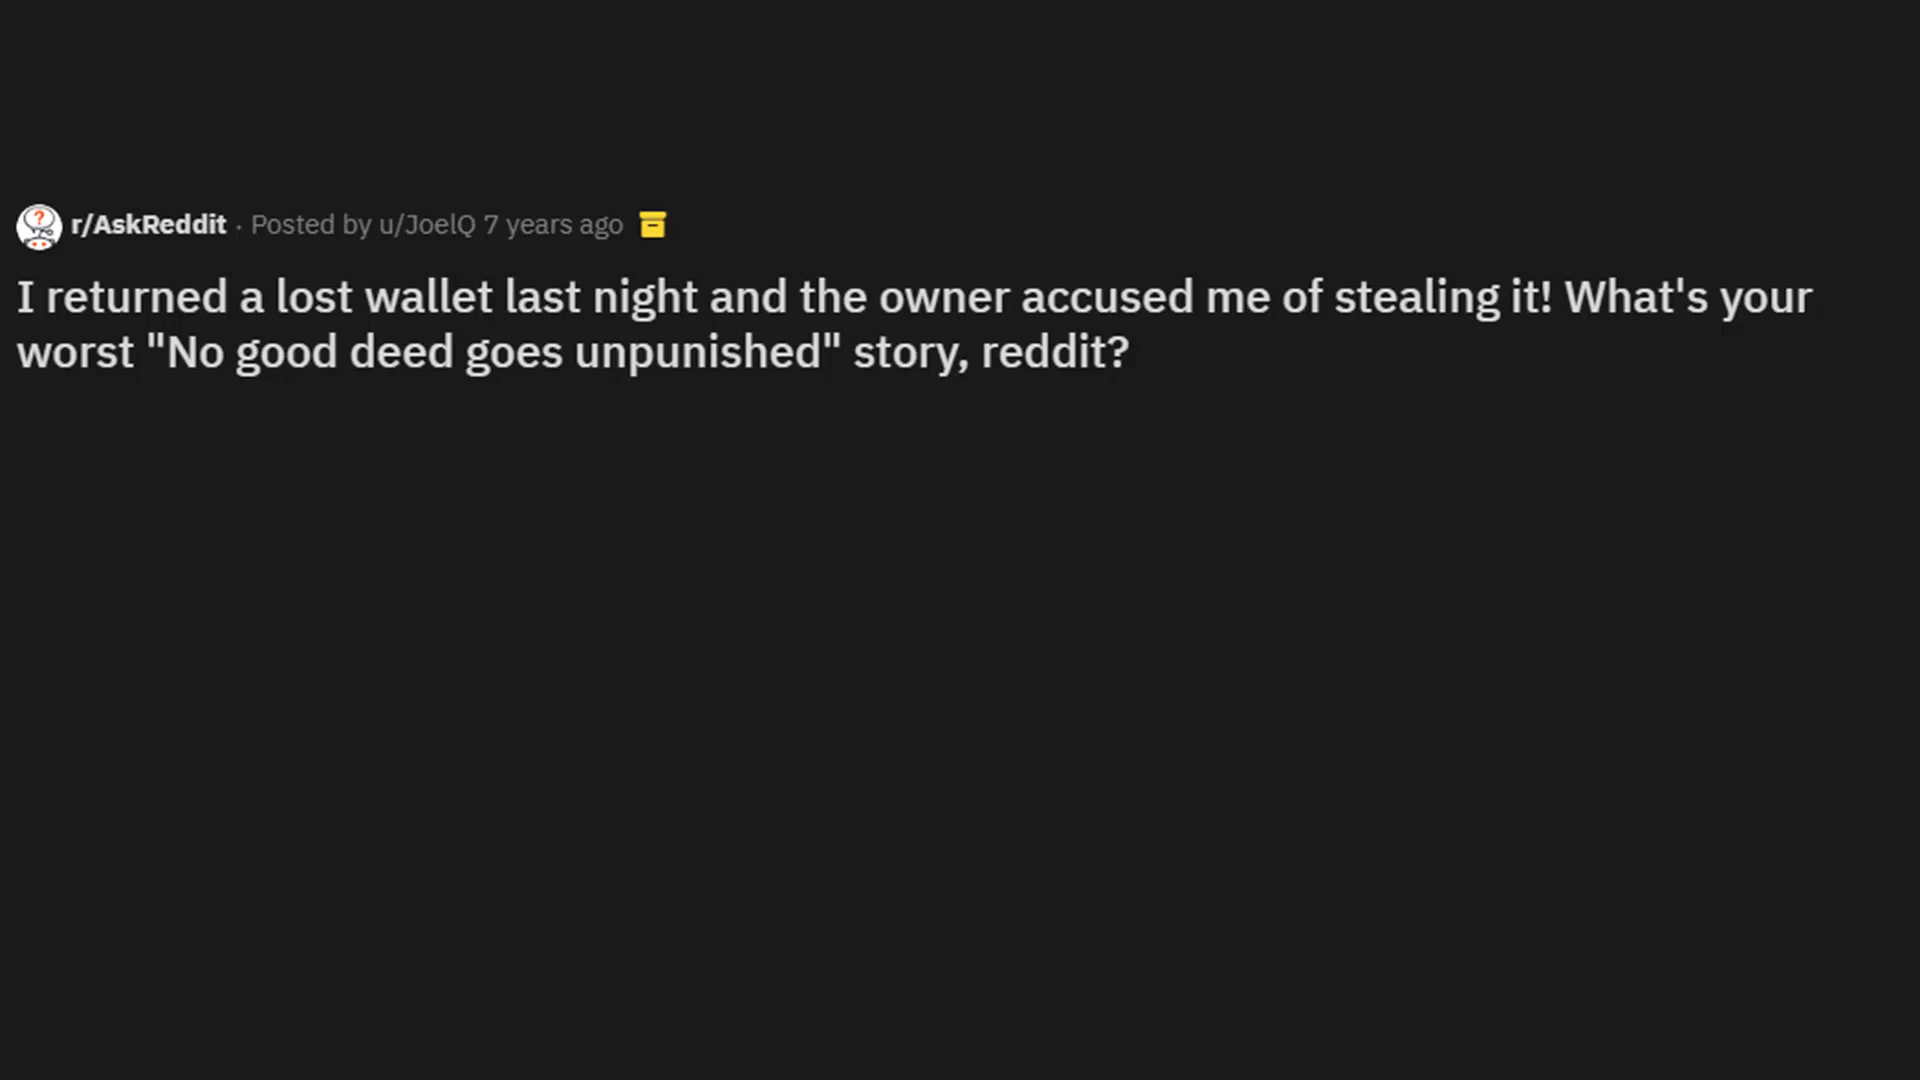 r/AskReddit · Posted by u/JoelQ 7 years ago
I returned a lost wallet last night and the owner accused me of stealing it! What's your
worst "No good deed goes unpunished" story, reddit?